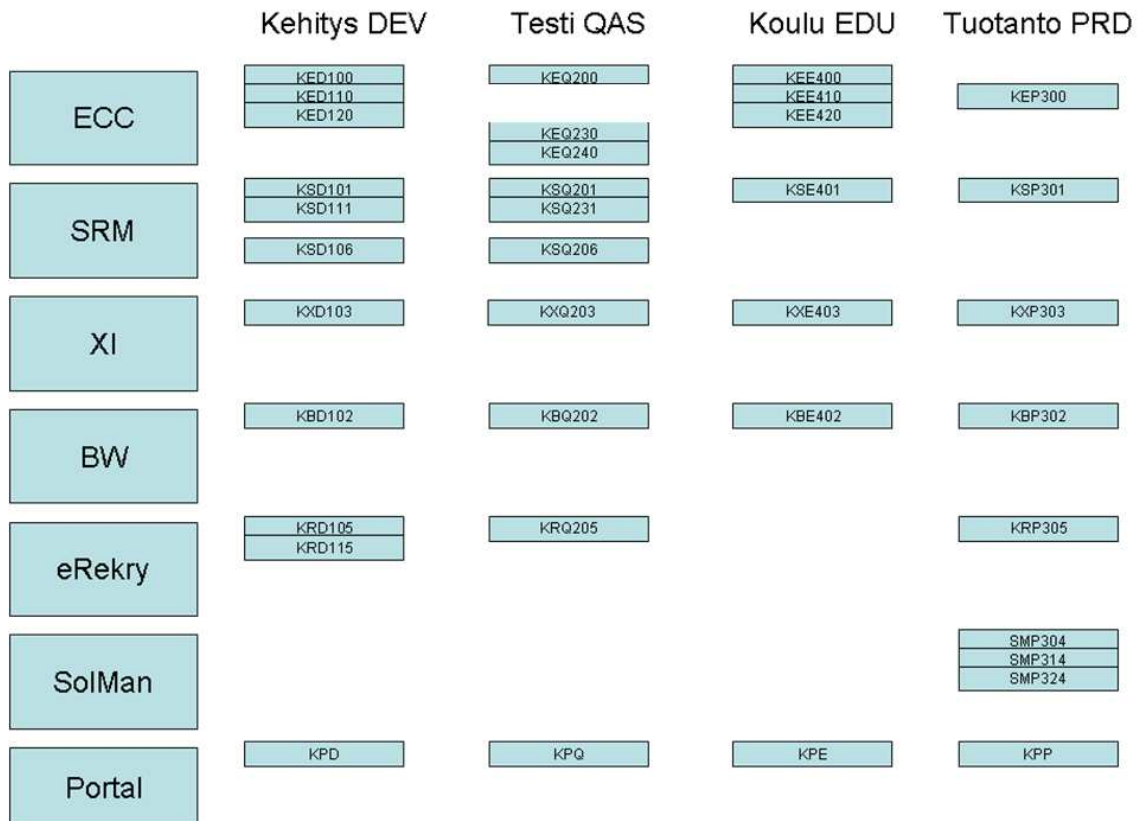 Kehitys DEV Testi QAS Koulu EDU Tuotanto PRD
ECC
KED100 KEQ200 KEE400
KED110 KEE410 KEP300
KED120 KEE420
KEQ230
KEQ240
SRM
KSD101 KSQ201 KSE401 KSP301
KSD111 KSQ231
KSD106 KSQ206
XI
KXD103 KXQ203 KXE403 KXP303
BW
KBD102 KBQ202 KBE402 KBP302
eRekry
KRD105 KRQ205 KRP305
KRD115
SolMan
SMP304
SMP314
SMP324
Portal
KPD KPQ KPE KPP